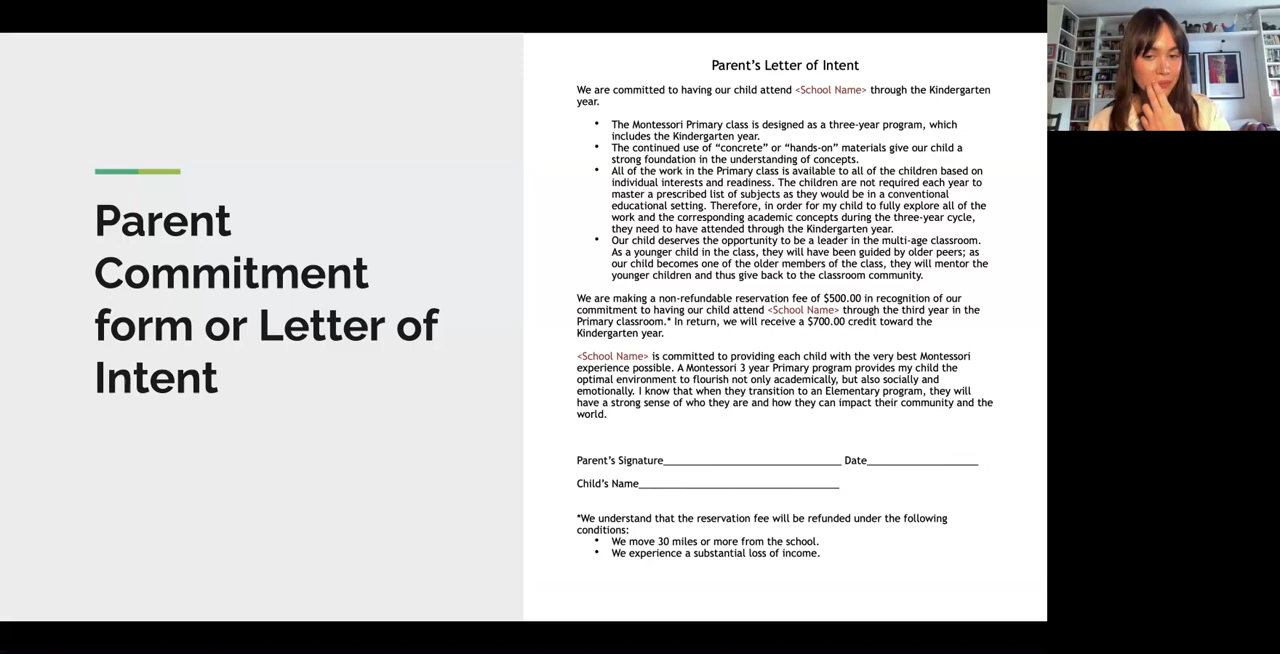 Parent
Commitment
form or Letter of
Intent
Parent's Letter of Intent
We are committed to having our child attend <School Name> through the Kindergarten
year.
• The Montessori Primary class is designed as a three-year program, which
includes the Kindergarten year.
• The continued use of “concrete” or “hands-on” materials give our child a
strong foundation in the understanding of concepts.
• All of the work in the Primary class is available to all of the children based on
individual interests and readiness. The children are not required each year to
master a prescribed list of subjects as they would be in a conventional
educational setting. Therefore, in order for my child to fully explore all of the
work and the corresponding academic concepts during the three-year cycle,
they need to have attended through the Kindergarten year.
• Our child deserves the opportunity to be a leader in the multi-age classroom.
As a younger child in the class, they will have been guided by older peers; as
our child becomes one of the older members of the class, they will mentor the
younger children and thus give back to the classroom community.
We are making a non-refundable reservation fee of $500.00 in recognition of our
commitment to having our child attend <School Name> through the third year in the
Primary classroom.* In return, we will receive a $700.00 credit toward the
Kindergarten year.
<School Name> is committed to providing each child with the very best Montessori
experience possible. A Montessori 3 year Primary program provides my child the
optimal environment to flourish not only academically, but also socially and
emotionally. I know that when they transition to an Elementary program, they will
have a strong sense of who they are and how they can impact their community and the
world.
Parent's Signature______________________________ Date___________________
Child's Name__________________________________
*We understand that the reservation fee will be refunded under the following
conditions:
• We move 30 miles or more from the school.
• We experience a substantial loss of income.